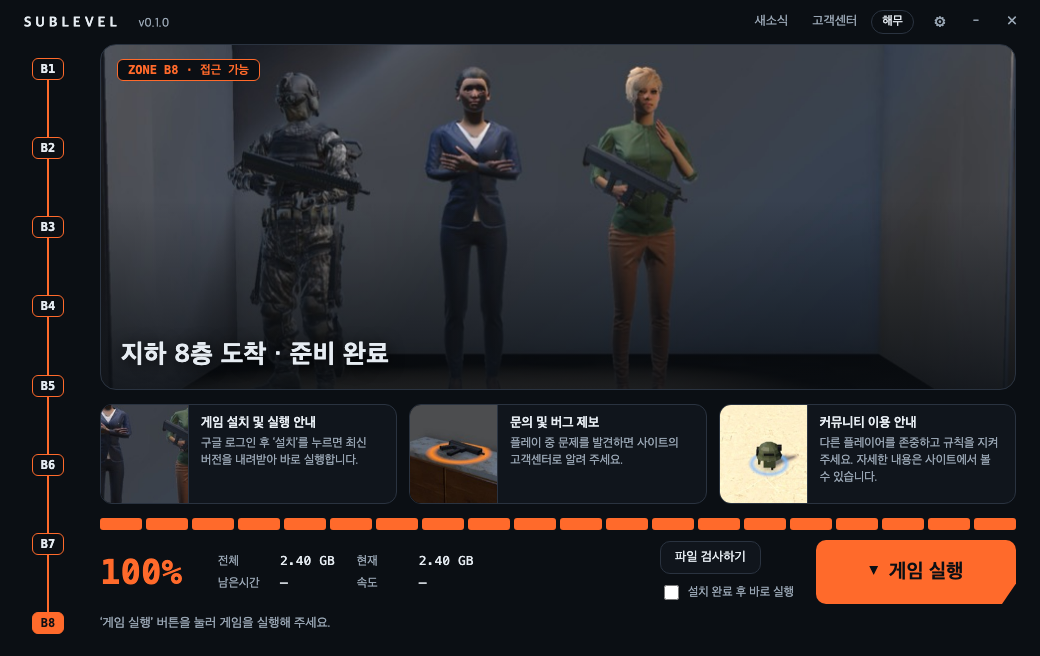 SUBLEVEL v0.1.0 새소식 고객센터 해무 ⚙ − ✕
B1
B2
B3
B4
B5
B6
B7
B8
ZONE B8 · 접근 가능
지하 8층 도착 · 준비 완료
게임 설치 및 실행 안내
구글 로그인 후 '설치'를 누르면 최신
버전을 내려받아 바로 실행합니다.
문의 및 버그 제보
플레이 중 문제를 발견하면 사이트의
고객센터로 알려 주세요.
커뮤니티 이용 안내
다른 플레이어를 존중하고 규칙을 지켜
주세요. 자세한 내용은 사이트에서 볼
수 있습니다.
100%
전체 2.40 GB 현재 2.40 GB
남은시간 — 속도 —
파일 검사하기
설치 완료 후 바로 실행
▼ 게임 실행
'게임 실행' 버튼을 눌러 게임을 실행해 주세요.